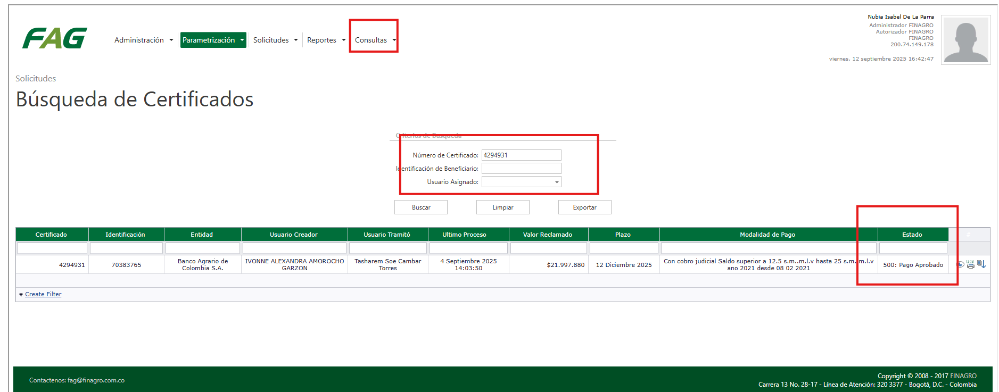 Nubia Isabel De La Parra
Administrador FINAGRO
Autorizador FINAGRO
FINAGRO
200.74.149.178
viernes, 12 septiembre 2025 16:42:47
FAG
Administración Parametrización Solicitudes Reportes Consultas
Solicitudes
Búsqueda de Certificados
Criterios de Búsqueda
Número de Certificado: 4294931
Identificación de Beneficiario:
Usuario Asignado:
Buscar Limpiar Exportar
Certificado Identificación Entidad Usuario Creador Usuario Tramitó Ultimo Proceso Valor Reclamado Plazo Modalidad de Pago Estado #
4294931 70383765 Banco Agrario de Colombia S.A. IVONNE ALEXANDRA AMOROCHO GARZON Tasharem Soe Cambar Torres 4 Septiembre 2025 14:03:50 $21.997.880 12 Diciembre 2025 Con cobro judicial Saldo superior a 12.5 s.m..m.l.v hasta 25 s.m..m.l.v ano 2021 desde 08 02 2021 500: Pago Aprobado
Create Filter
Contactenos: fag@finagro.com.co
Copyright © 2008 - 2017 FINAGRO
Carrera 13 No. 28-17 - Línea de Atención: 320 3377 - Bogotá, D.C. - Colombia